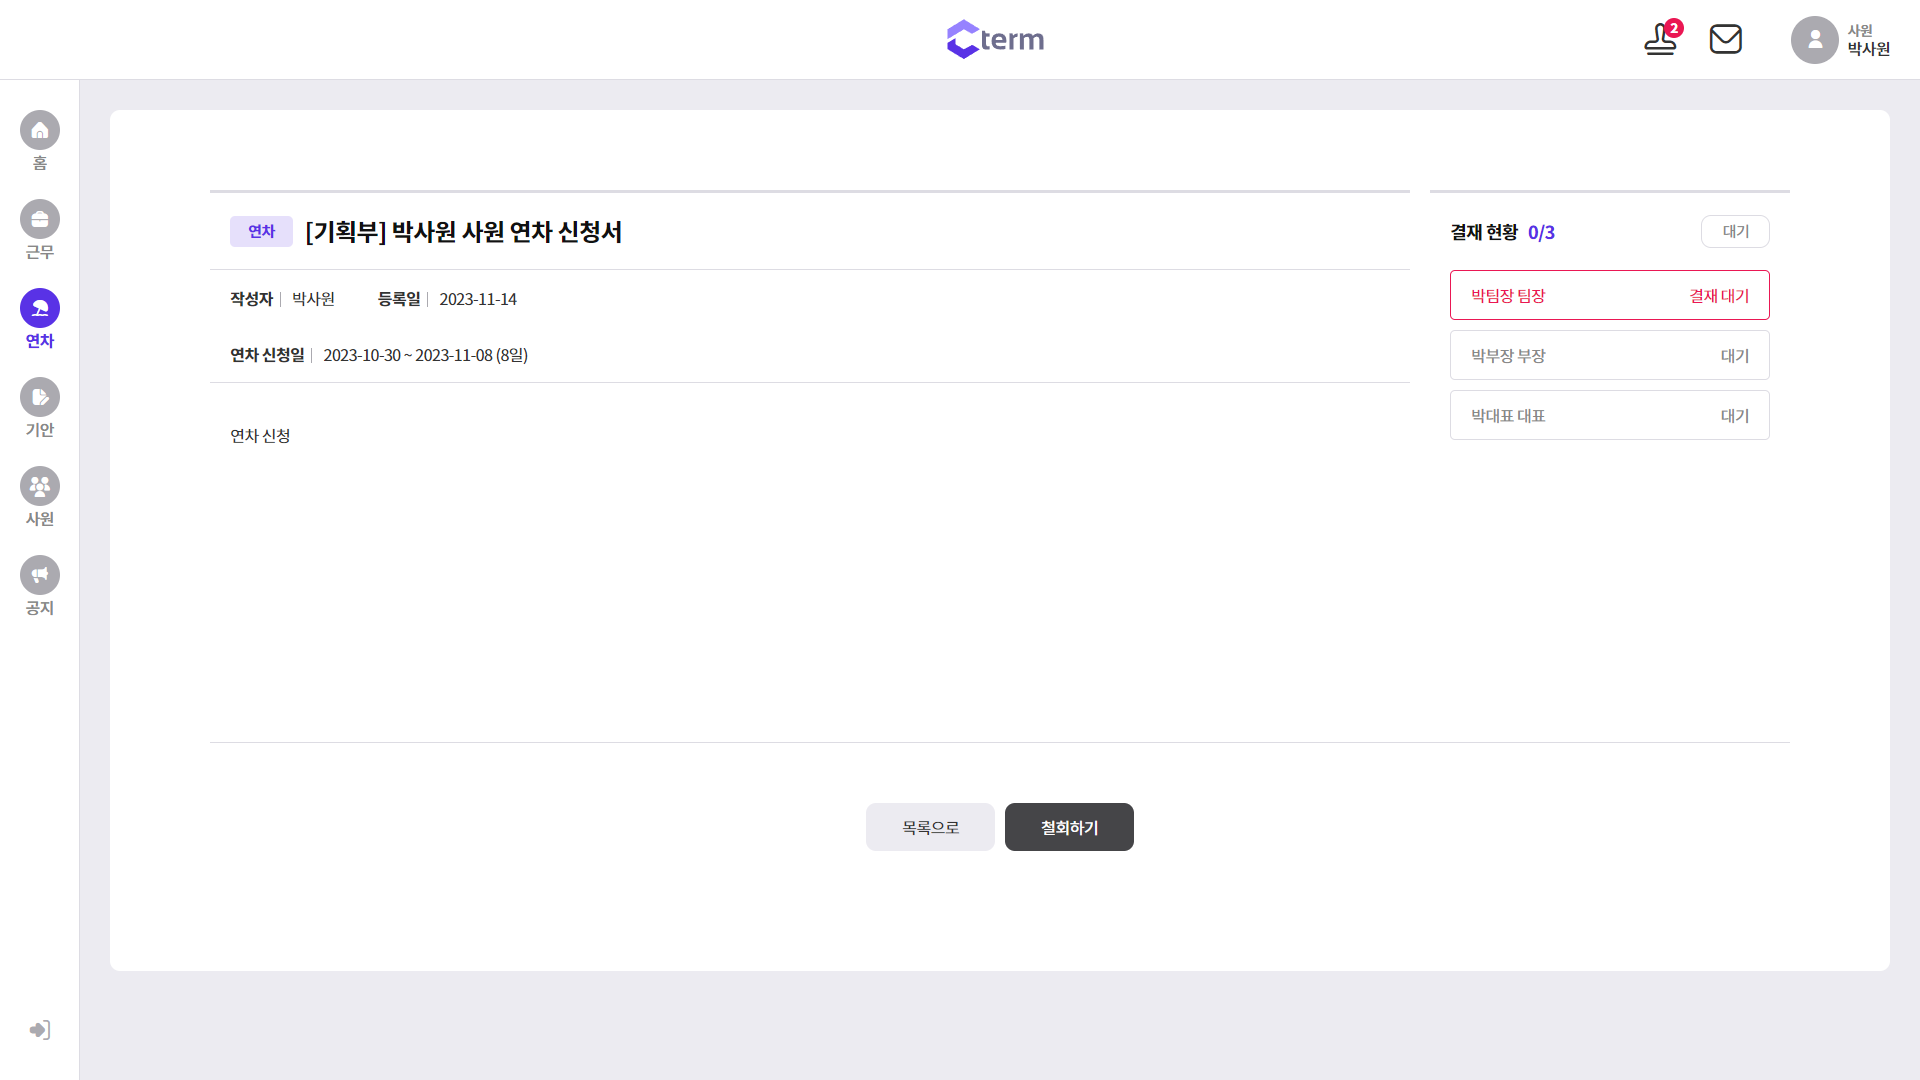 term
2
사원
박사원
홈
근무
연차
기안
사원
공지
연차 [기획부] 박사원 사원 연차 신청서
작성자 박사원 등록일 2023-11-14
연차 신청일 2023-10-30 ~ 2023-11-08 (8일)
연차 신청
결재 현황 0/3 대기
박팀장 팀장 결재 대기
박부장 부장 대기
박대표 대표 대기
목록으로 철회하기